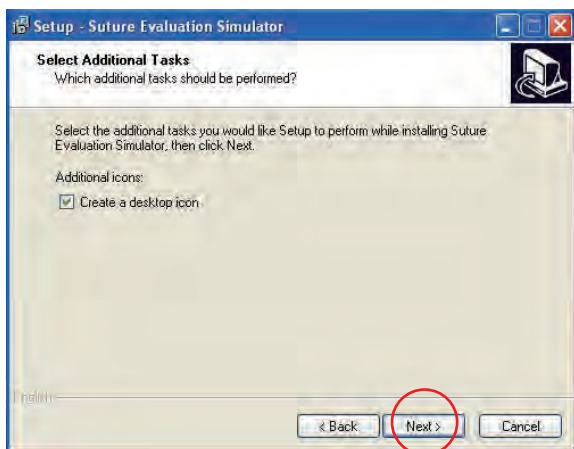 Setup - Suture Evaluation Simulator
Select Additional Tasks
Which additional tasks should be performed?
Select the additional tasks you would like Setup to perform while installing Suture
Evaluation Simulator, then click Next.
Additional icons:
Create a desktop icon
English
< Back
Next >
Cancel